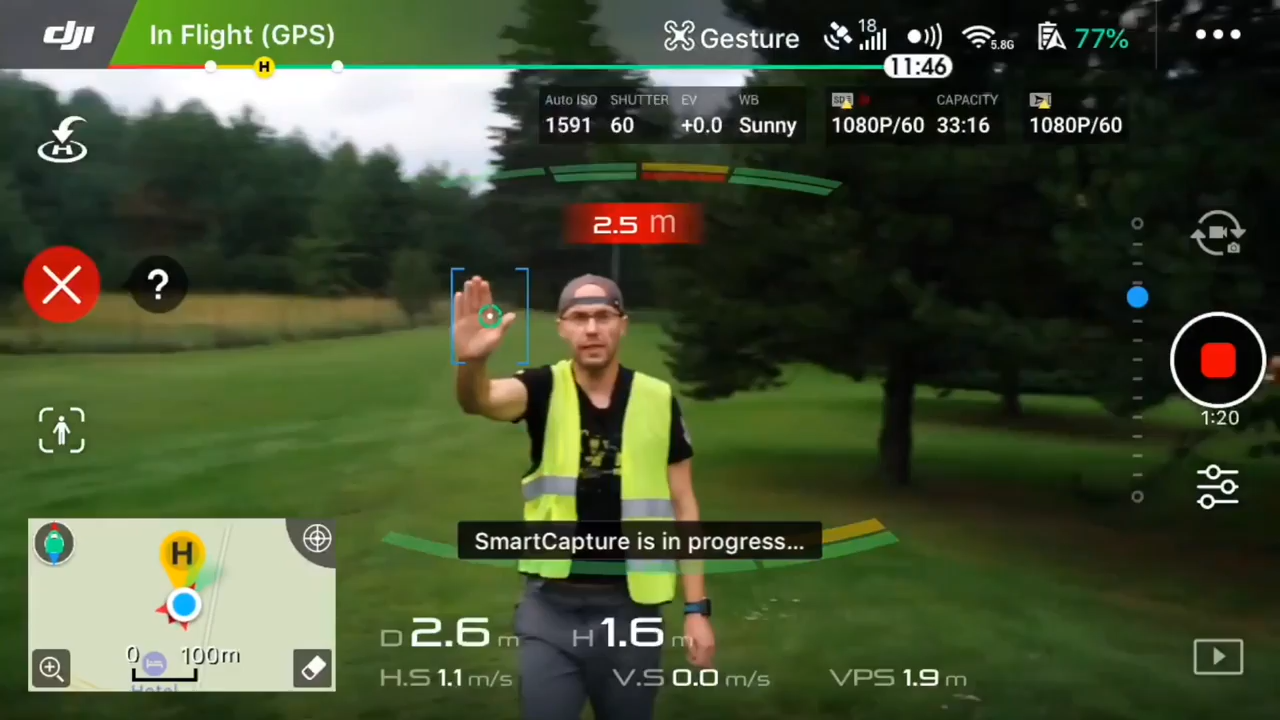 dji In Flight (GPS) Gesture 18 5.8G 77%
H 11:46
Auto ISO SHUTTER EV WB SD CAPACITY
1591 60 +0.0 Sunny 1080P/60 33:16 1080P/60
2.5 m
?
1:20
SmartCapture is in progress...
H
D 2.6 m H 1.6 m
0 100m
H.S 1.1 m/s V.S 0.0 m/s VPS 1.9 m
Hotel